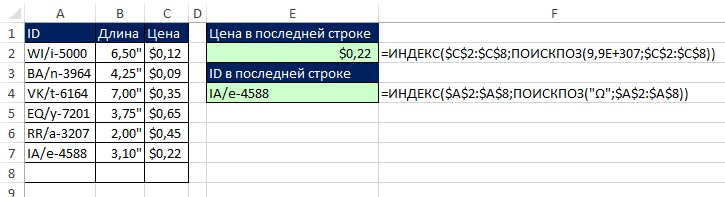 A B C D E F
1 ID Длина Цена Цена в последней строке
2 WI/i-5000 6,50" $0,12 $0,22 =ИНДЕКС($C$2:$C$8;ПОИСКПОЗ(9,9E+307;$C$2:$C$8))
3 BA/n-3964 4,25" $0,09 ID в последней строке
4 VK/t-6164 7,00" $0,35 IA/e-4588 =ИНДЕКС($A$2:$A$8;ПОИСКПОЗ("Ω";$A$2:$A$8))
5 EQ/y-7201 3,75" $0,65
6 RR/a-3207 2,00" $0,45
7 IA/e-4588 3,10" $0,22
8
9